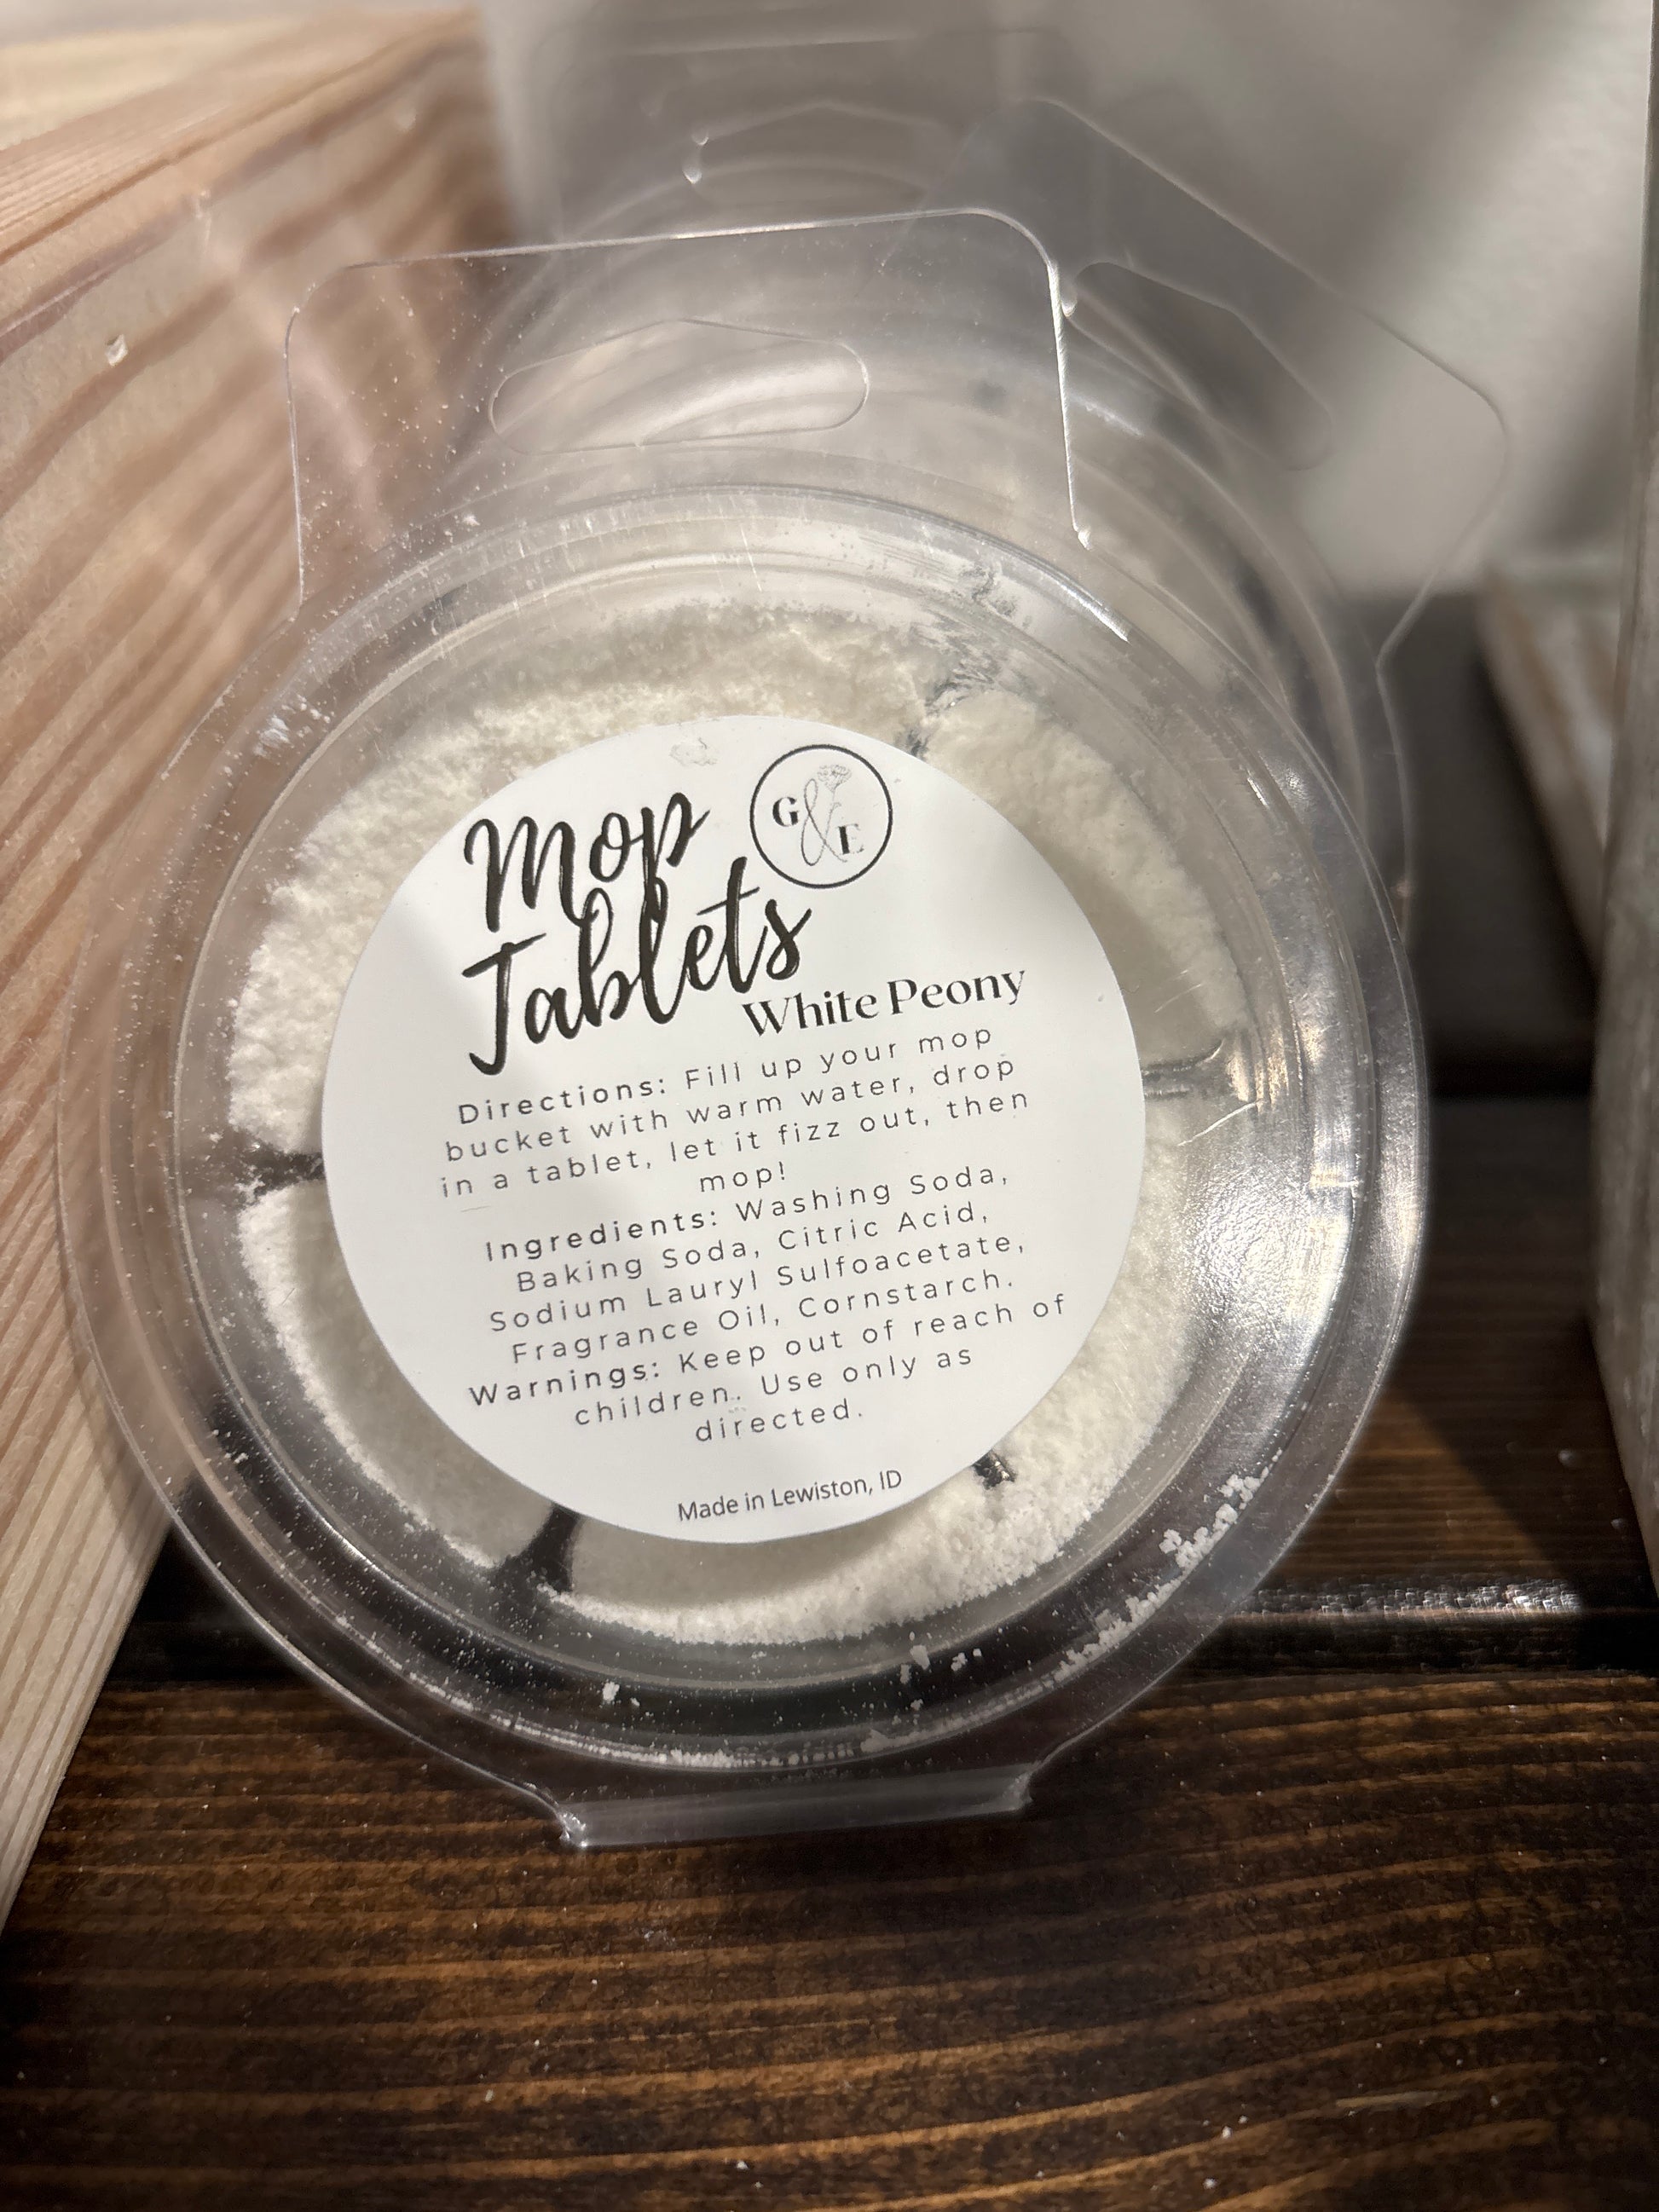 Mop
G&E
Tablets
White Peony
Directions: Fill up your mop
bucket with warm water, drop
in a tablet, let it fizz out, then
mop!
Ingredients: Washing Soda,
Baking Soda, Citric Acid,
Sodium Lauryl Sulfoacetate,
Fragrance Oil, Cornstarch.
Warnings: Keep out of reach of
children. Use only as
directed.
Made in Lewiston, ID